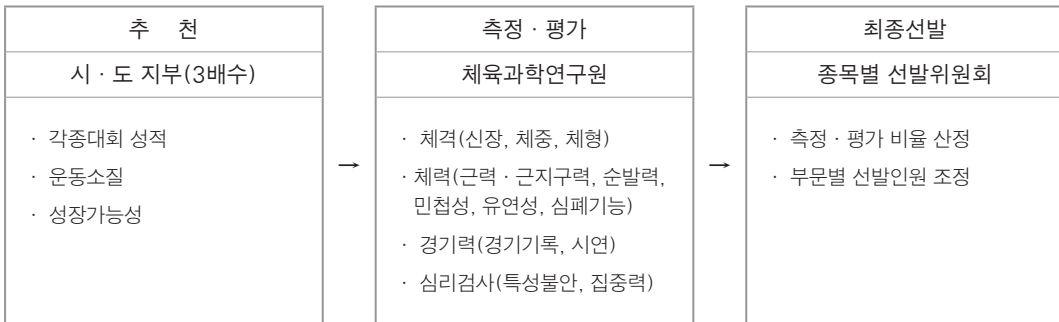 추 천
시 · 도 지부(3배수)
· 각종대회 성적
· 운동소질
· 성장가능성
→
측정 · 평가
체육과학연구원
· 체격(신장, 체중, 체형)
· 체력(근력 · 근지구력, 순발력,
민첩성, 유연성, 심폐기능)
· 경기력(경기기록, 시연)
· 심리검사(특성불안, 집중력)
→
최종선발
종목별 선발위원회
· 측정 · 평가 비율 산정
· 부문별 선발인원 조정